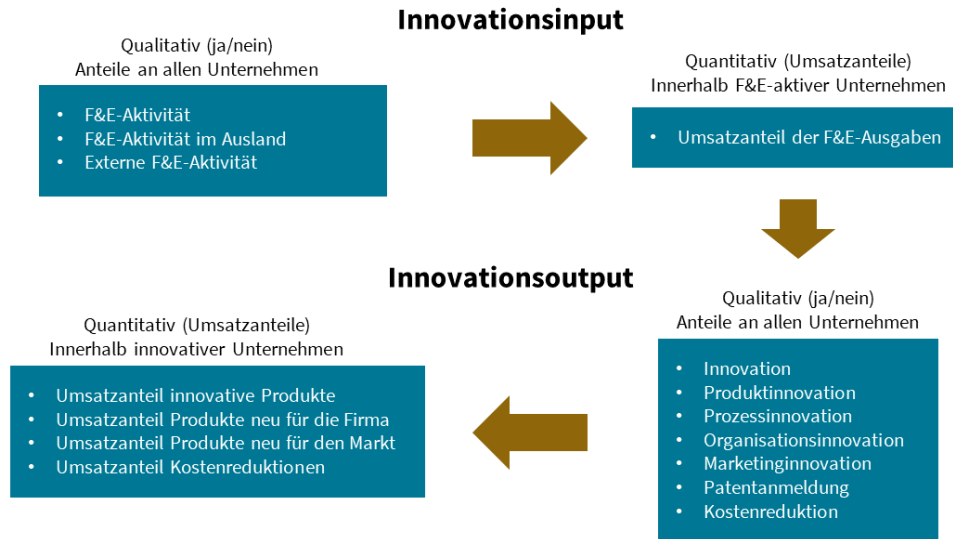 Innovationsinput
Qualitativ (ja/nein)
Anteile an allen Unternehmen
• F&E-Aktivität
• F&E-Aktivität im Ausland
• Externe F&E-Aktivität
Quantitativ (Umsatzanteile)
Innerhalb F&E-aktiver Unternehmen
• Umsatzanteil der F&E-Ausgaben
Innovationsoutput
Qualitativ (ja/nein)
Anteile an allen Unternehmen
• Innovation
• Produktinnovation
• Prozessinnovation
• Organisationsinnovation
• Marketinginnovation
• Patentanmeldung
• Kostenreduktion
Quantitativ (Umsatzanteile)
Innerhalb innovativer Unternehmen
• Umsatzanteil innovative Produkte
• Umsatzanteil Produkte neu für die Firma
• Umsatzanteil Produkte neu für den Markt
• Umsatzanteil Kostenreduktionen